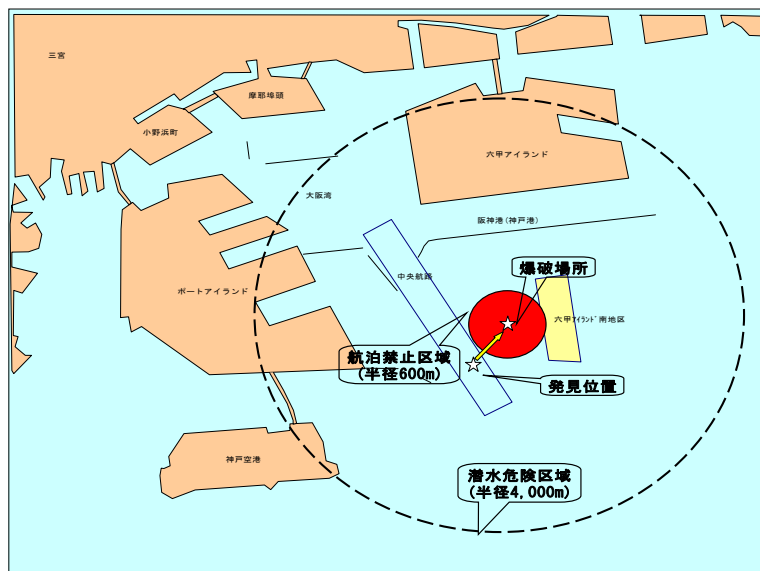 三宮
摩耶埠頭
小野浜町
六甲アイランド
大阪湾
阪神港(神戸港)
爆破場所
中央航路
ポートアイランド
六甲アイランド南地区
航泊禁止区域
(半径600m)
発見位置
神戸空港
潜水危険区域
(半径4,000m)